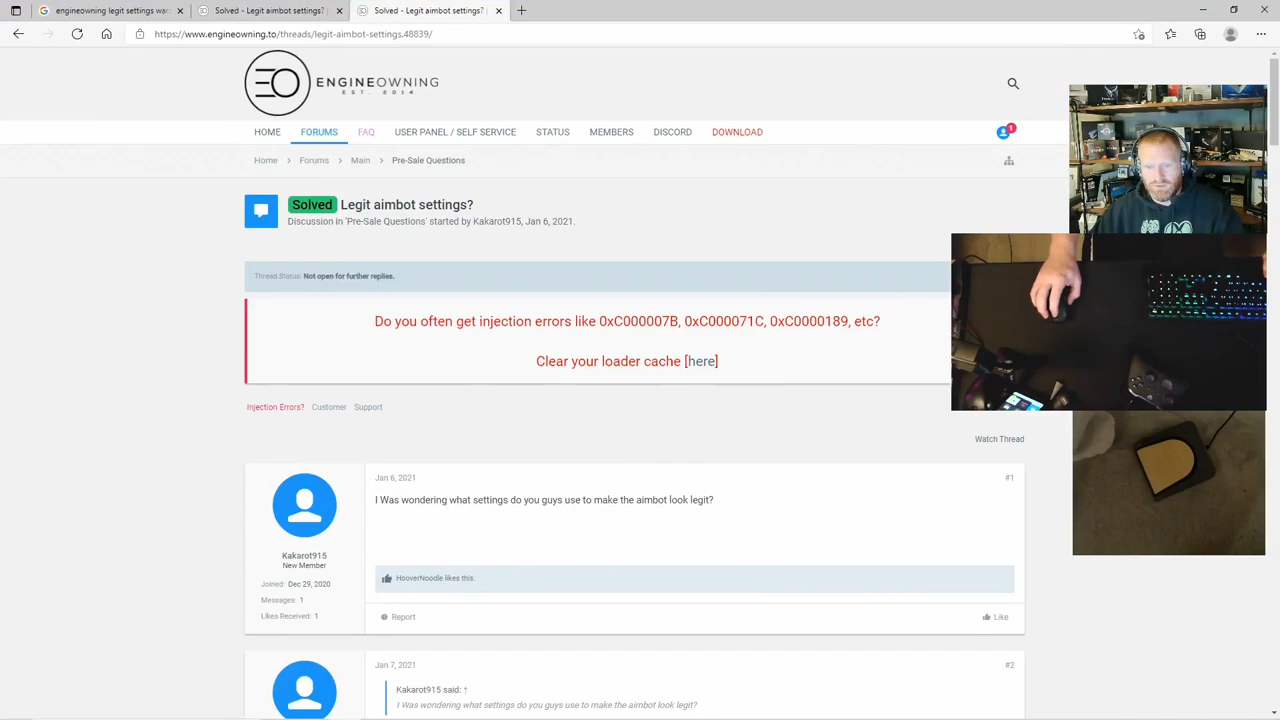 engineowning legit settings wa
Solved - Legit aimbot settings?
Solved - Legit aimbot settings?
https://www.engineowning.to/threads/legit-aimbot-settings.48839/
ENGINEOWNING
EST. 2014
HOME FORUMS FAQ USER PANEL / SELF SERVICE STATUS MEMBERS DISCORD DOWNLOAD
1
Home Forums Main Pre-Sale Questions
Solved Legit aimbot settings?
Discussion in 'Pre-Sale Questions' started by Kakarot915, Jan 6, 2021.
Thread Status: Not open for further replies.
Do you often get injection errors like 0xC000007B, 0xC000071C, 0xC0000189, etc?
Clear your loader cache [here]
Injection Errors? Customer Support
Watch Thread
Jan 6, 2021 #1
I Was wondering what settings do you guys use to make the aimbot look legit?
Kakarot915
New Member
Joined: Dec 29, 2020
Messages: 1
Likes Received: 1
HooverNoodle likes this.
Report Like
Jan 7, 2021 #2
Kakarot915 said: ↑
I Was wondering what settings do you guys use to make the aimbot look legit?